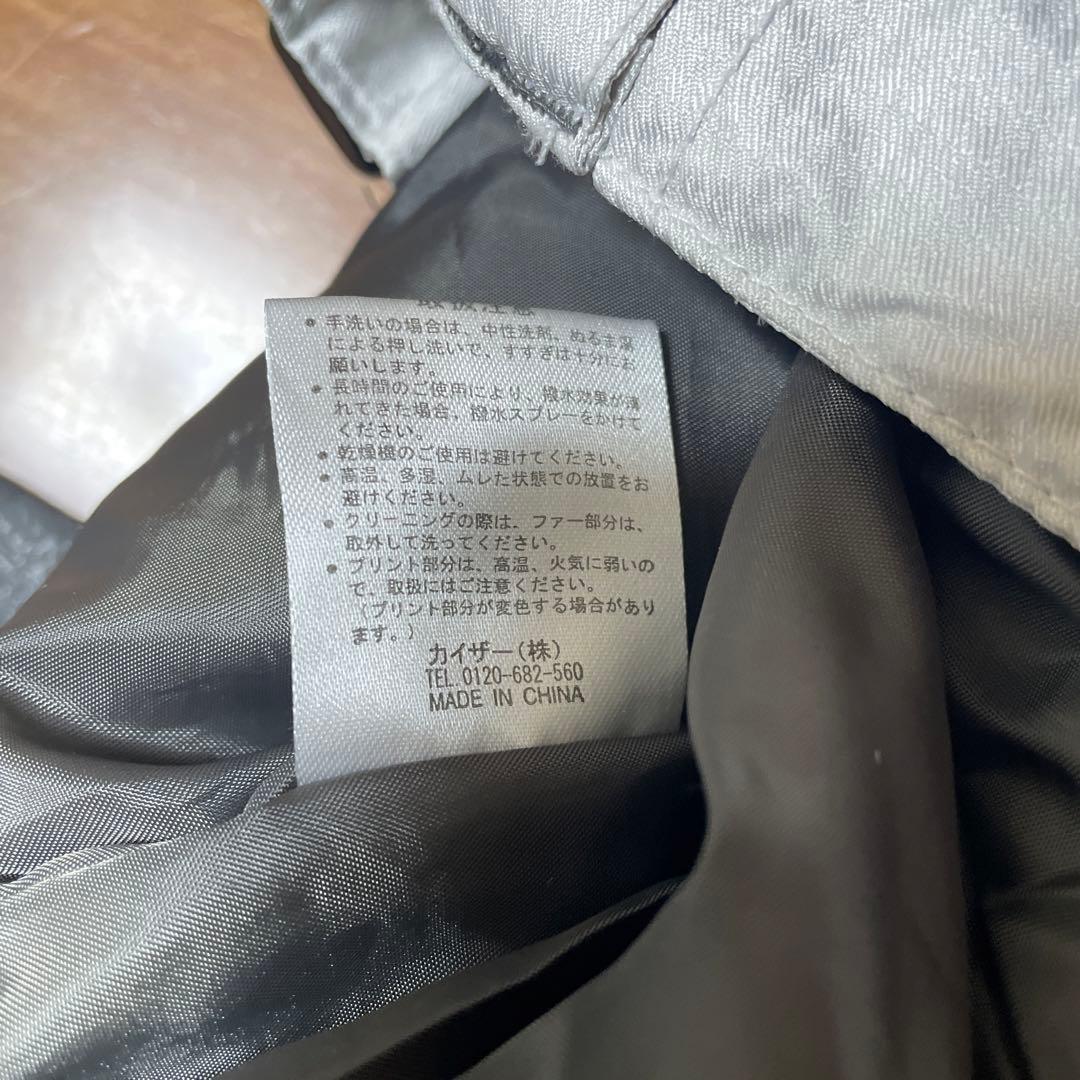 取扱注意
● 手洗いの場合は、中性洗剤、ぬるま湯
による押し洗いで、すすぎは十分にお
願いします。
● 長時間のご使用により、撥水効果が薄
れてきた場合、撥水スプレーをかけて
ください。
● 乾燥機のご使用は避けてください。
● 高温、多湿、ムレた状態での放置をお
避けください。
● クリーニングの際は、ファー部分は、
取外して洗ってください。
● プリント部分は、高温、火気に弱いの
で、取扱にはご注意ください。
（プリント部分が変色する場合があり
ます。）
カイザー(株)
TEL 0120-682-560
MADE IN CHINA